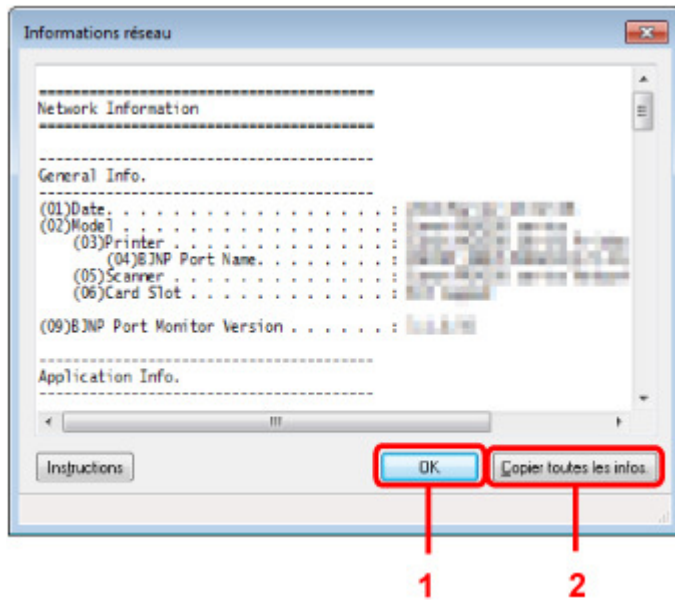 Informations réseau
========================================
Network Information
========================================
----------------------------------------
General Info.
----------------------------------------
(01)Date. . . . . . . . . . . . . . . . . :
(02)Model . . . . . . . . . . . . . . . . :
(03)Printer . . . . . . . . . . . . . . :
(04)BJNP Port Name. . . . . . . . . :
(05)Scanner . . . . . . . . . . . . . . :
(06)Card Slot . . . . . . . . . . . . . :
(09)BJNP Port Monitor Version . . . . . . :
----------------------------------------
Application Info.
----------------------------------------
Instructions
OK
Copier toutes les infos.
1
2